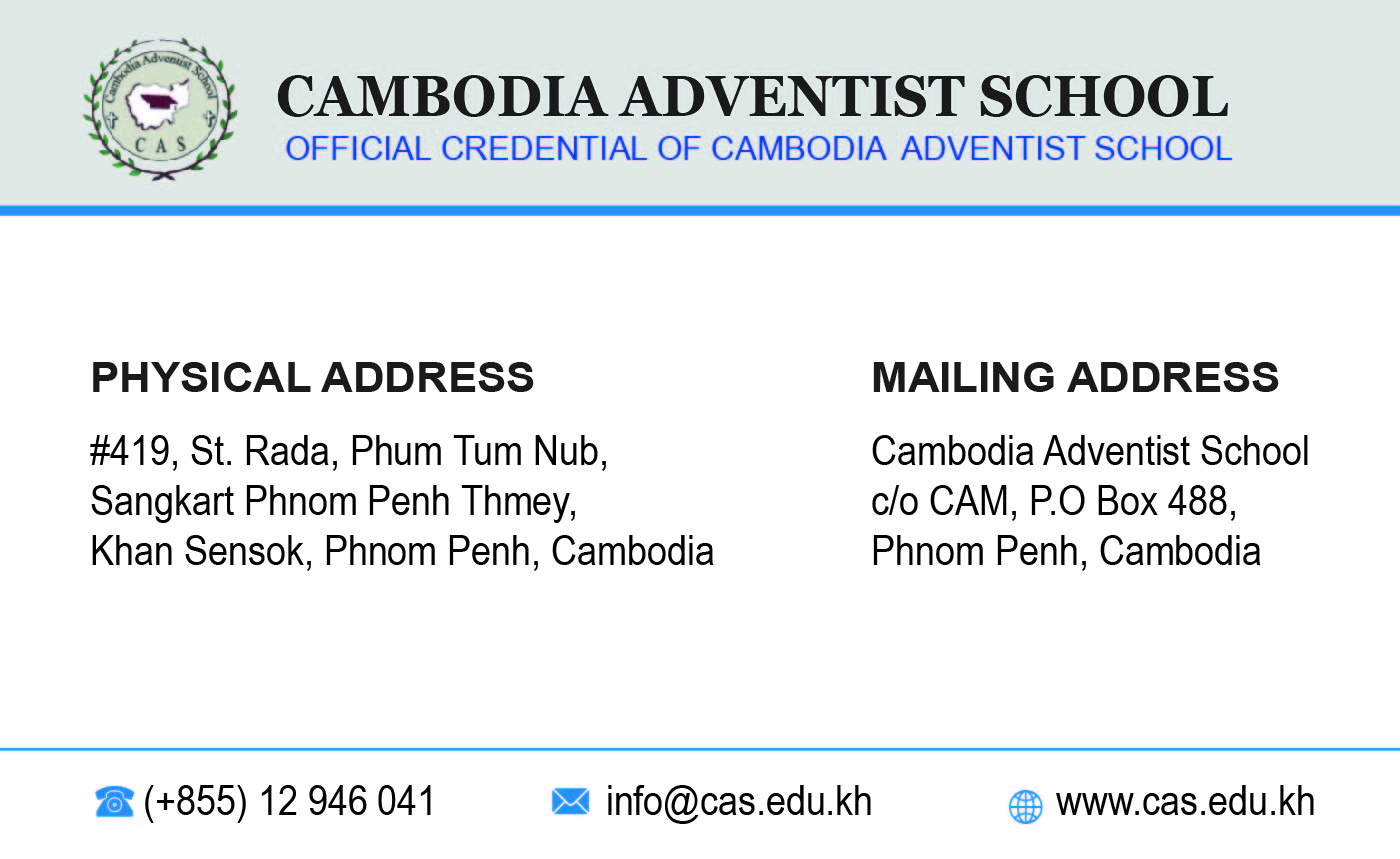 Cambodia Adventist School
CAS
CAMBODIA ADVENTIST SCHOOL
OFFICIAL CREDENTIAL OF CAMBODIA ADVENTIST SCHOOL
PHYSICAL ADDRESS
#419, St. Rada, Phum Tum Nub,
Sangkart Phnom Penh Thmey,
Khan Sensok, Phnom Penh, Cambodia
MAILING ADDRESS
Cambodia Adventist School
c/o CAM, P.O Box 488,
Phnom Penh, Cambodia
(+855) 12 946 041
info@cas.edu.kh
www.cas.edu.kh